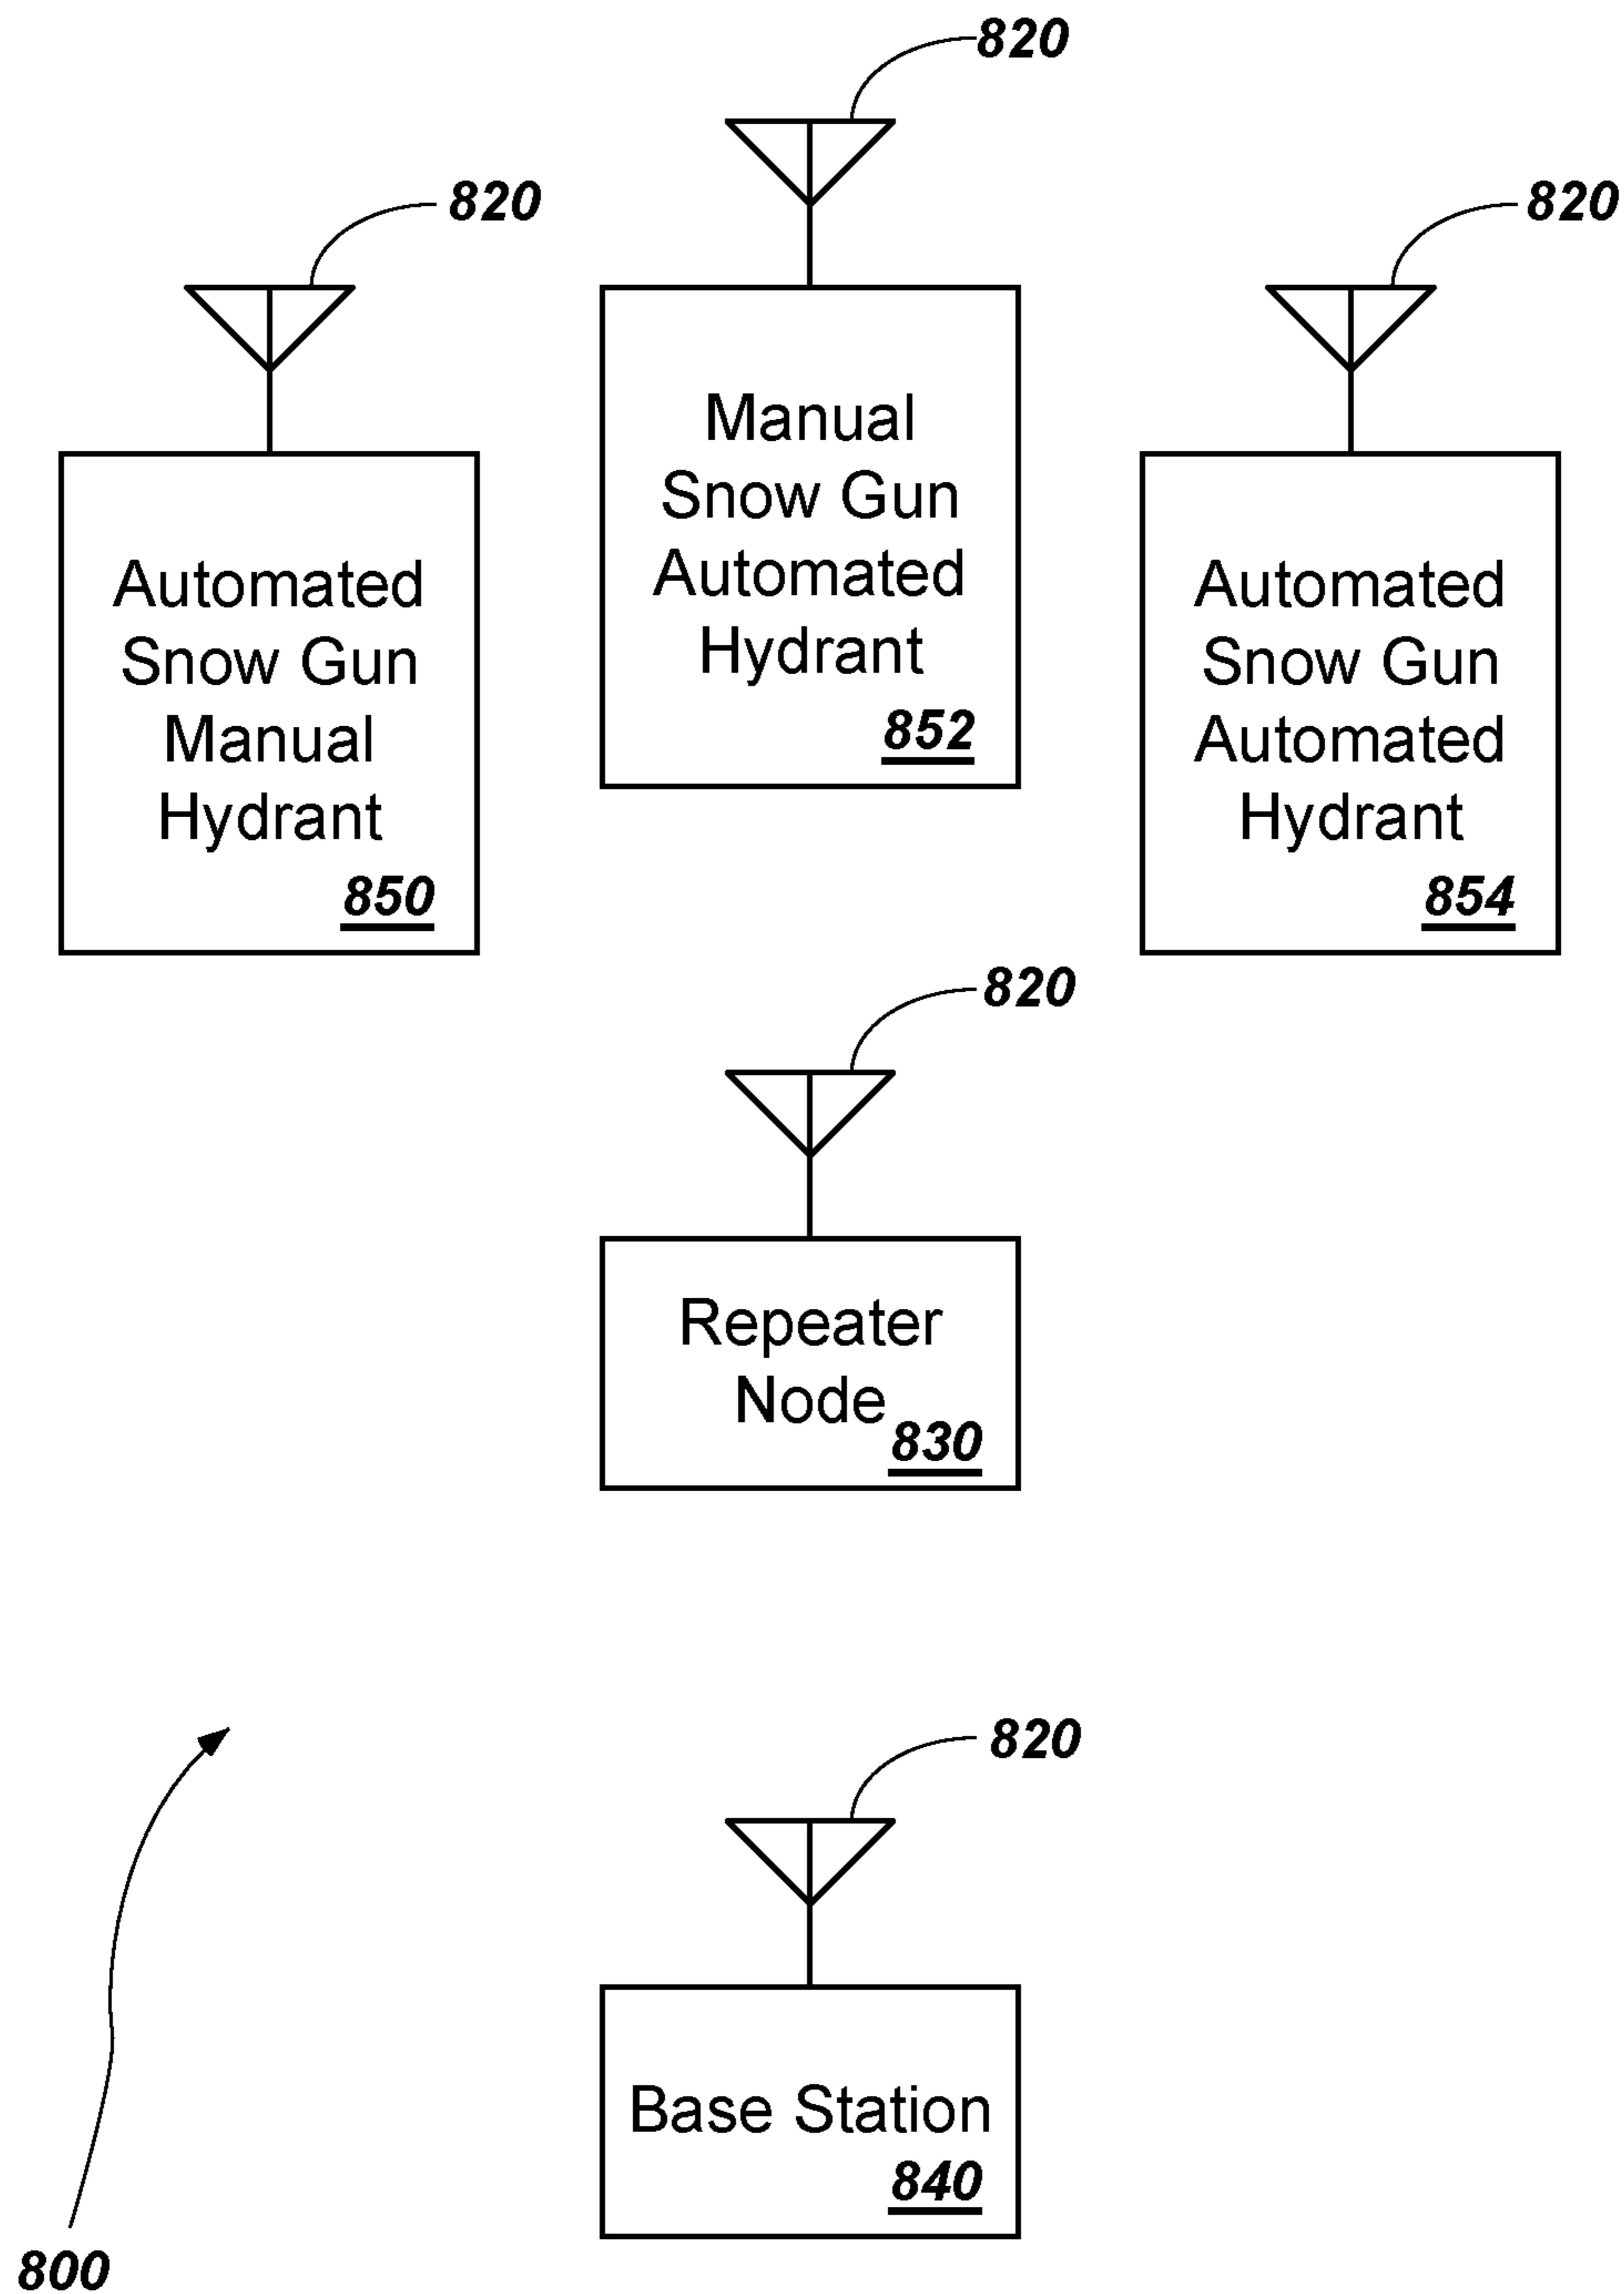 820
820
820
Automated
Snow Gun
Manual
Hydrant
850
Manual
Snow Gun
Automated
Hydrant
852
Automated
Snow Gun
Automated
Hydrant
854
820
Repeater
Node
830
820
Base Station
840
800